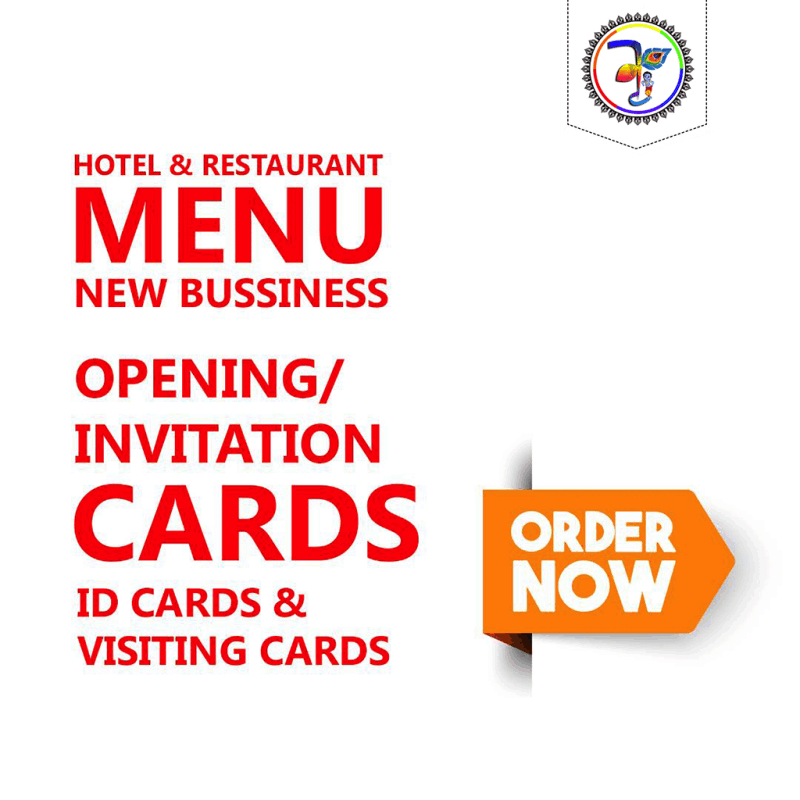 HOTEL & RESTAURANT
MENU
NEW BUSSINESS
OPENING/
INVITATION
CARDS
ID CARDS &
VISITING CARDS
ORDER
NOW